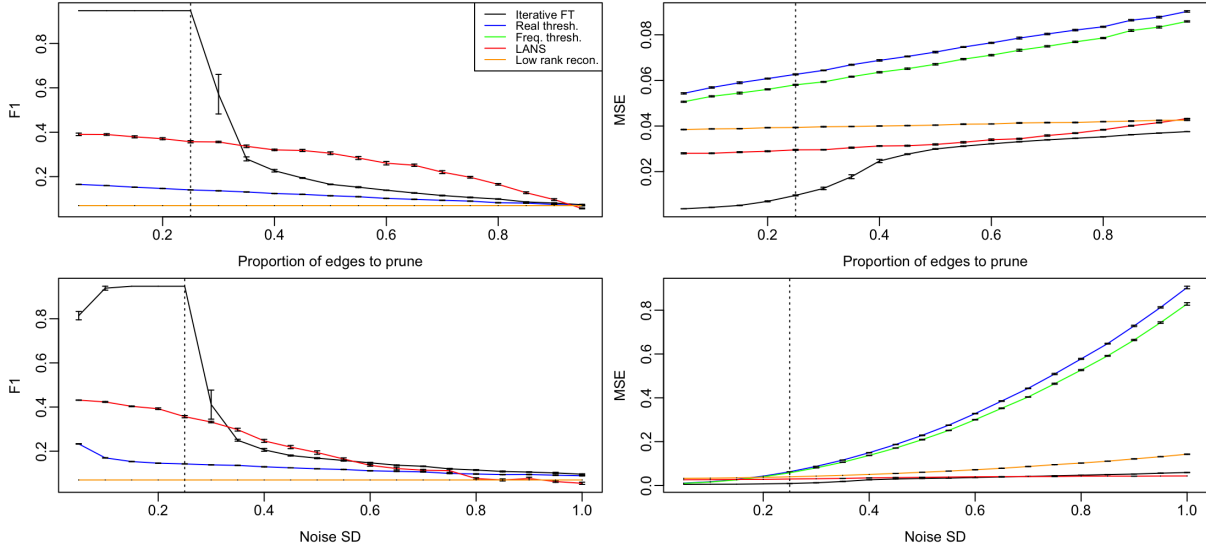 F1
0.2 0.4 0.6 0.8
0.2 0.4 0.6 0.8
Proportion of edges to prune
Iterative FT
Real thresh.
Freq. thresh.
LANS
Low rank recon.
MSE
0.02 0.04 0.06 0.08
0.2 0.4 0.6 0.8
Proportion of edges to prune
F1
0.2 0.4 0.6 0.8
0.2 0.4 0.6 0.8 1.0
Noise SD
MSE
0.0 0.2 0.4 0.6 0.8
0.2 0.4 0.6 0.8 1.0
Noise SD